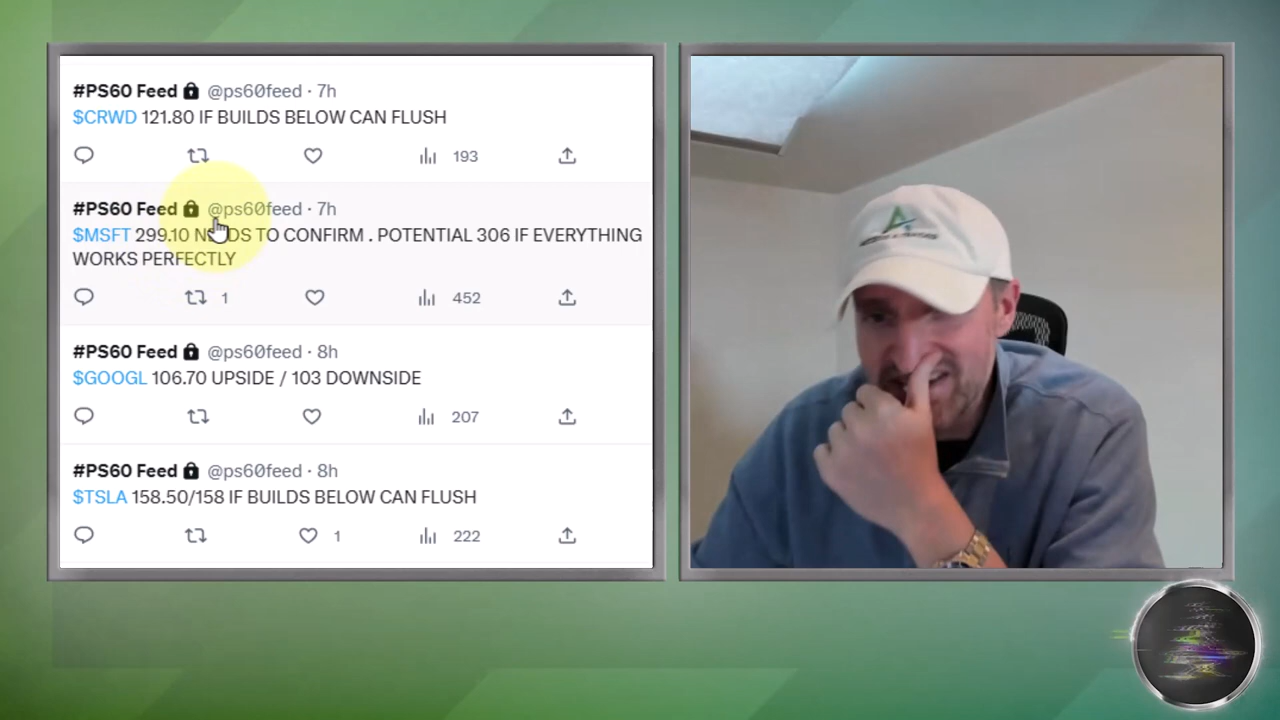 #PS60 Feed @ps60feed · 7h
$CRWD 121.80 IF BUILDS BELOW CAN FLUSH
193
#PS60 Feed @ps60feed · 7h
$MSFT 299.10 NEEDS TO CONFIRM . POTENTIAL 306 IF EVERYTHING
WORKS PERFECTLY
1 452
#PS60 Feed @ps60feed · 8h
$GOOGL 106.70 UPSIDE / 103 DOWNSIDE
207
#PS60 Feed @ps60feed · 8h
$TSLA 158.50/158 IF BUILDS BELOW CAN FLUSH
1 222